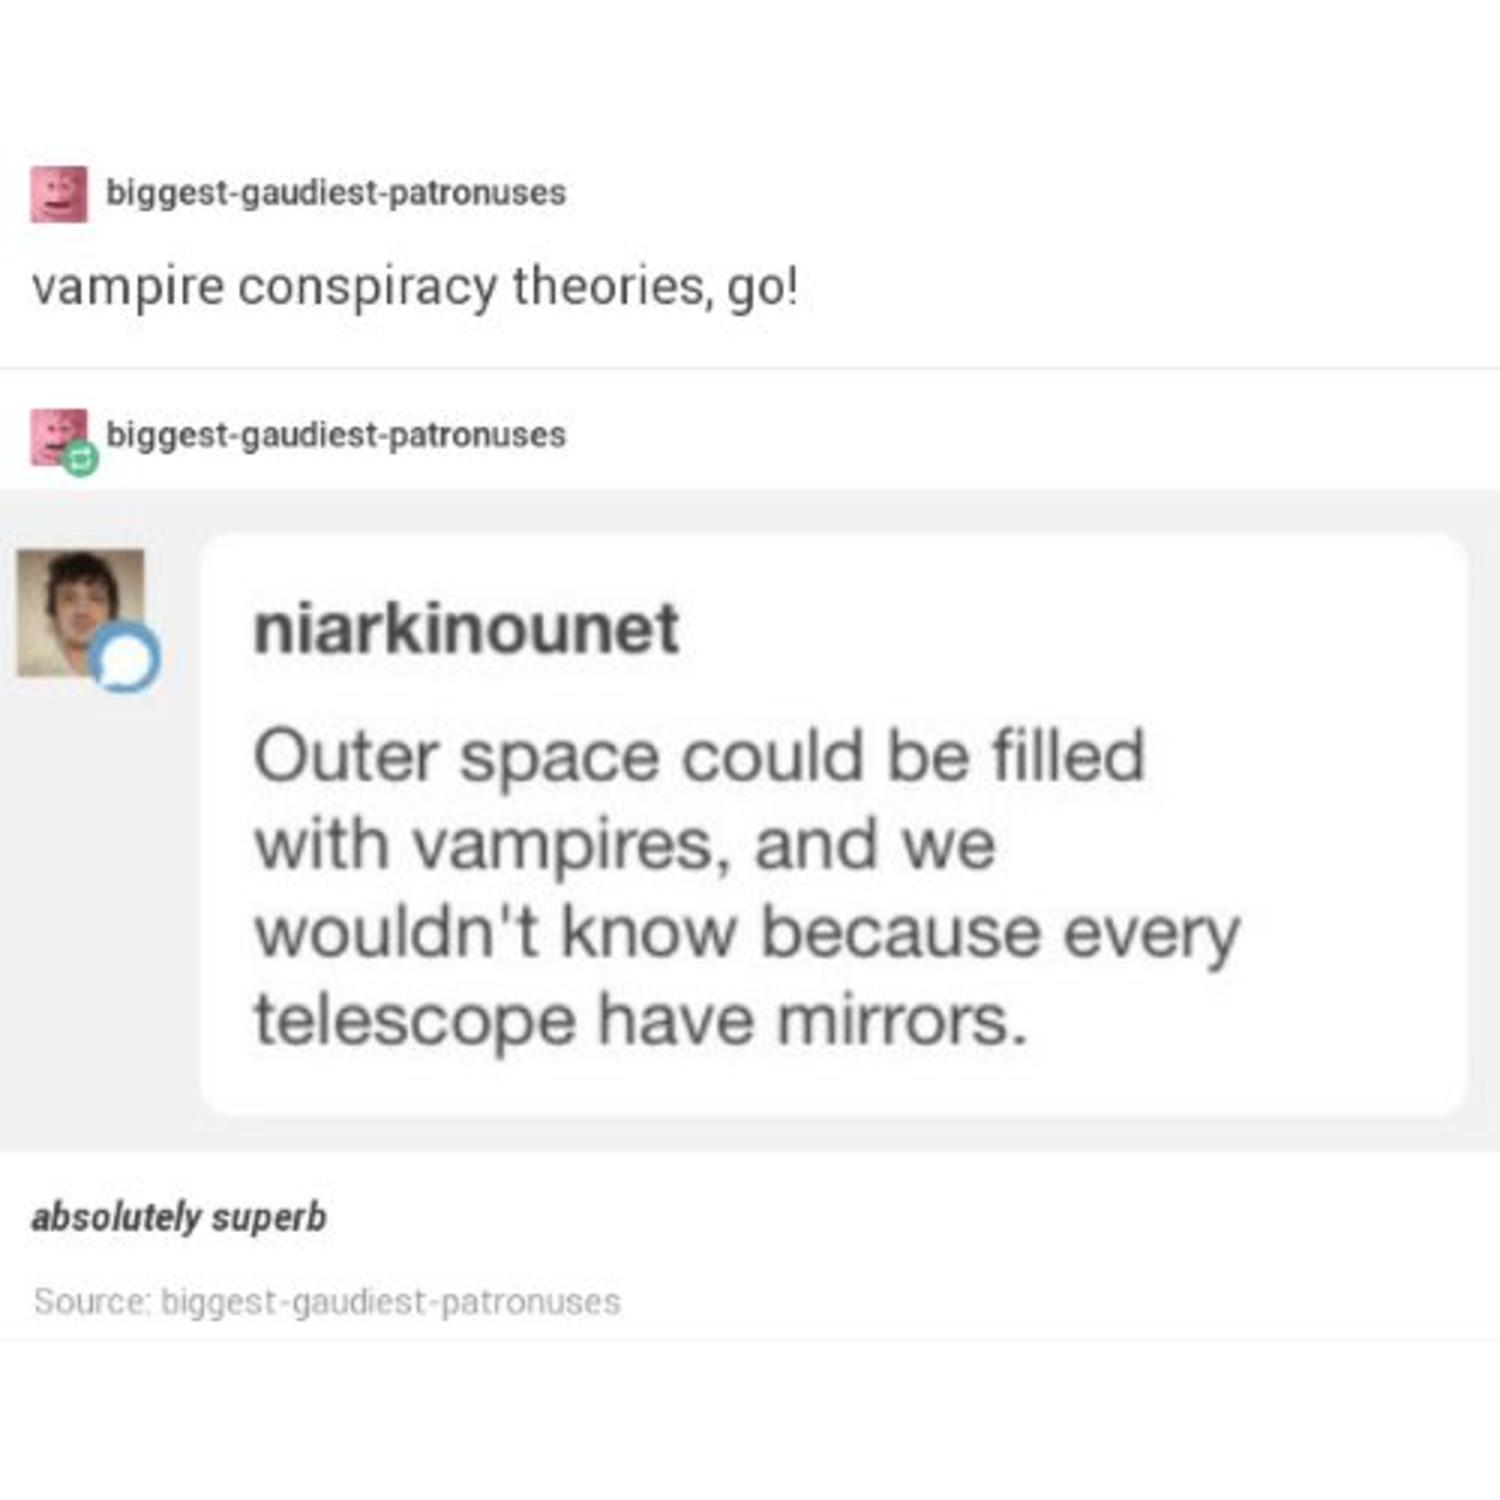 biggest-gaudiest-patronuses
vampire conspiracy theories, go!
biggest-gaudiest-patronuses
niarkinounet
Outer space could be filled
with vampires, and we
wouldn't know because every
telescope have mirrors.
absolutely superb
Source: biggest-gaudiest-patronuses